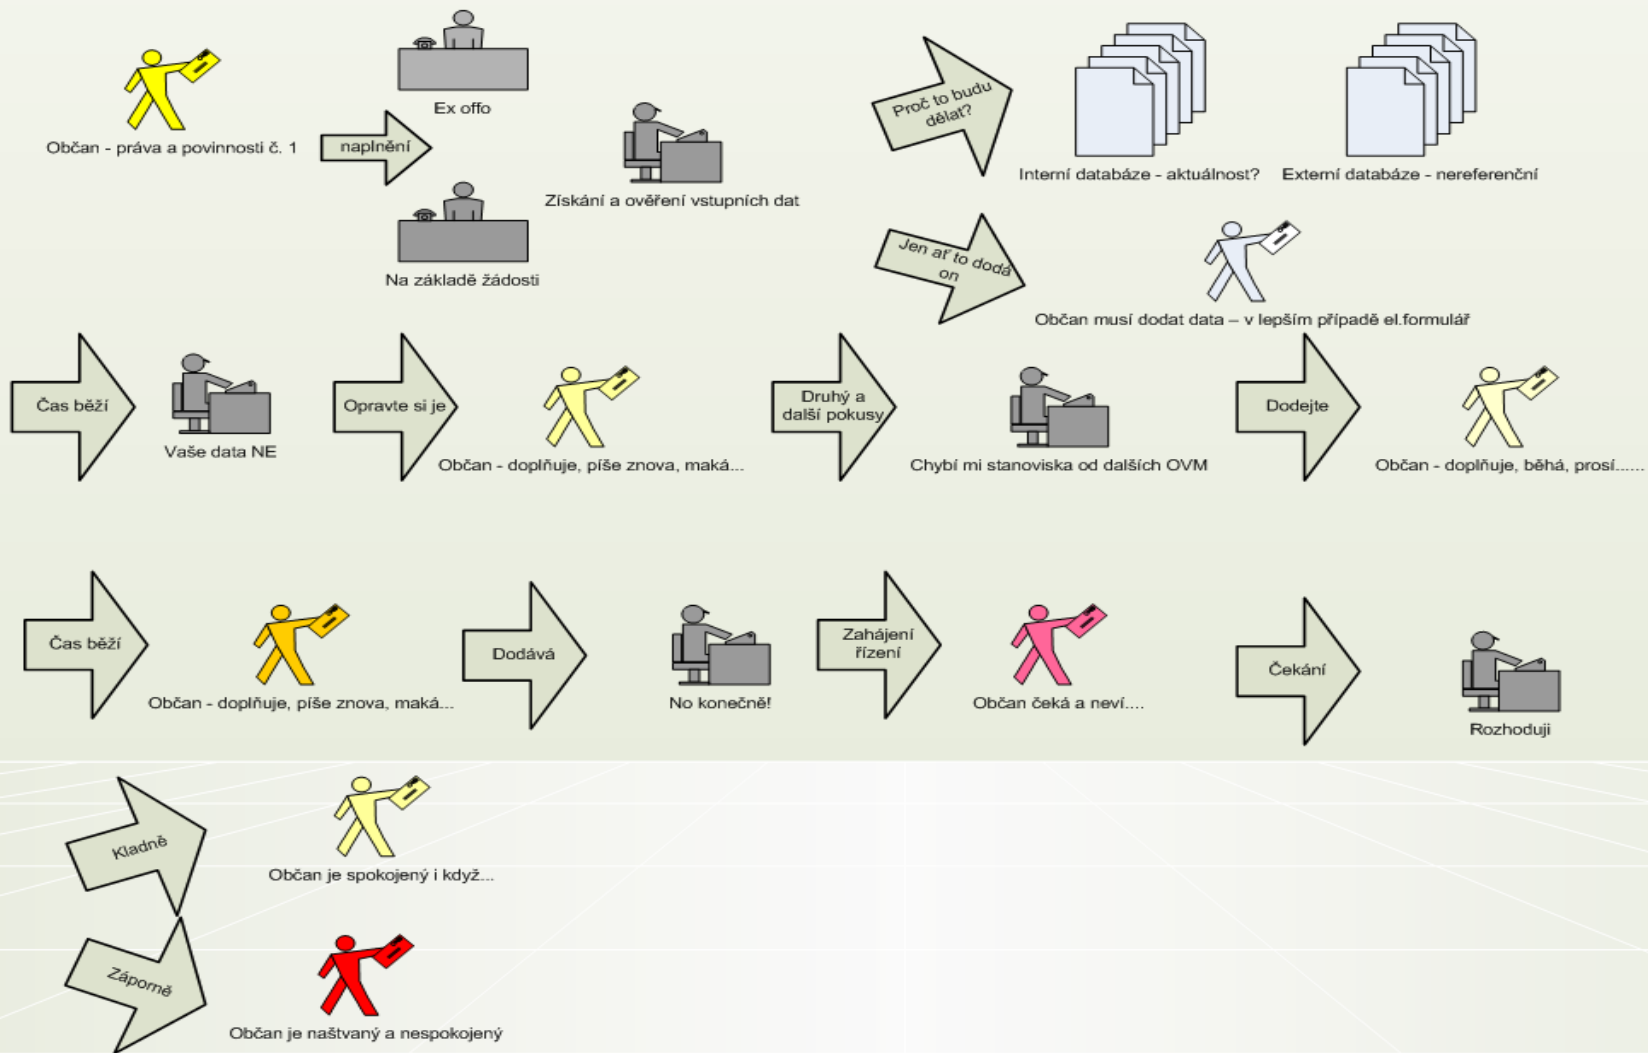 Ex offo
Občan - práva a povinnosti č. 1
naplnění
Na základě žádosti
Získání a ověření vstupních dat
Proč to budu
dělat?
Interní databáze - aktuálnost?
Externí databáze - nereferenční
Jen ať to dodá
on
Občan musí dodat data – v lepším případě el.formulář
Čas běží
Vaše data NE
Opravte si je
Občan - doplňuje, píše znova, maká...
Druhý a
další pokusy
Chybí mi stanoviska od dalších OVM
Dodejte
Občan - doplňuje, běhá, prosí......
Čas běží
Občan - doplňuje, píše znova, maká...
Dodává
No konečně!
Zahájení
řízení
Občan čeká a neví....
Čekání
Rozhoduji
Kladně
Občan je spokojený i když...
Záporně
Občan je naštvaný a nespokojený